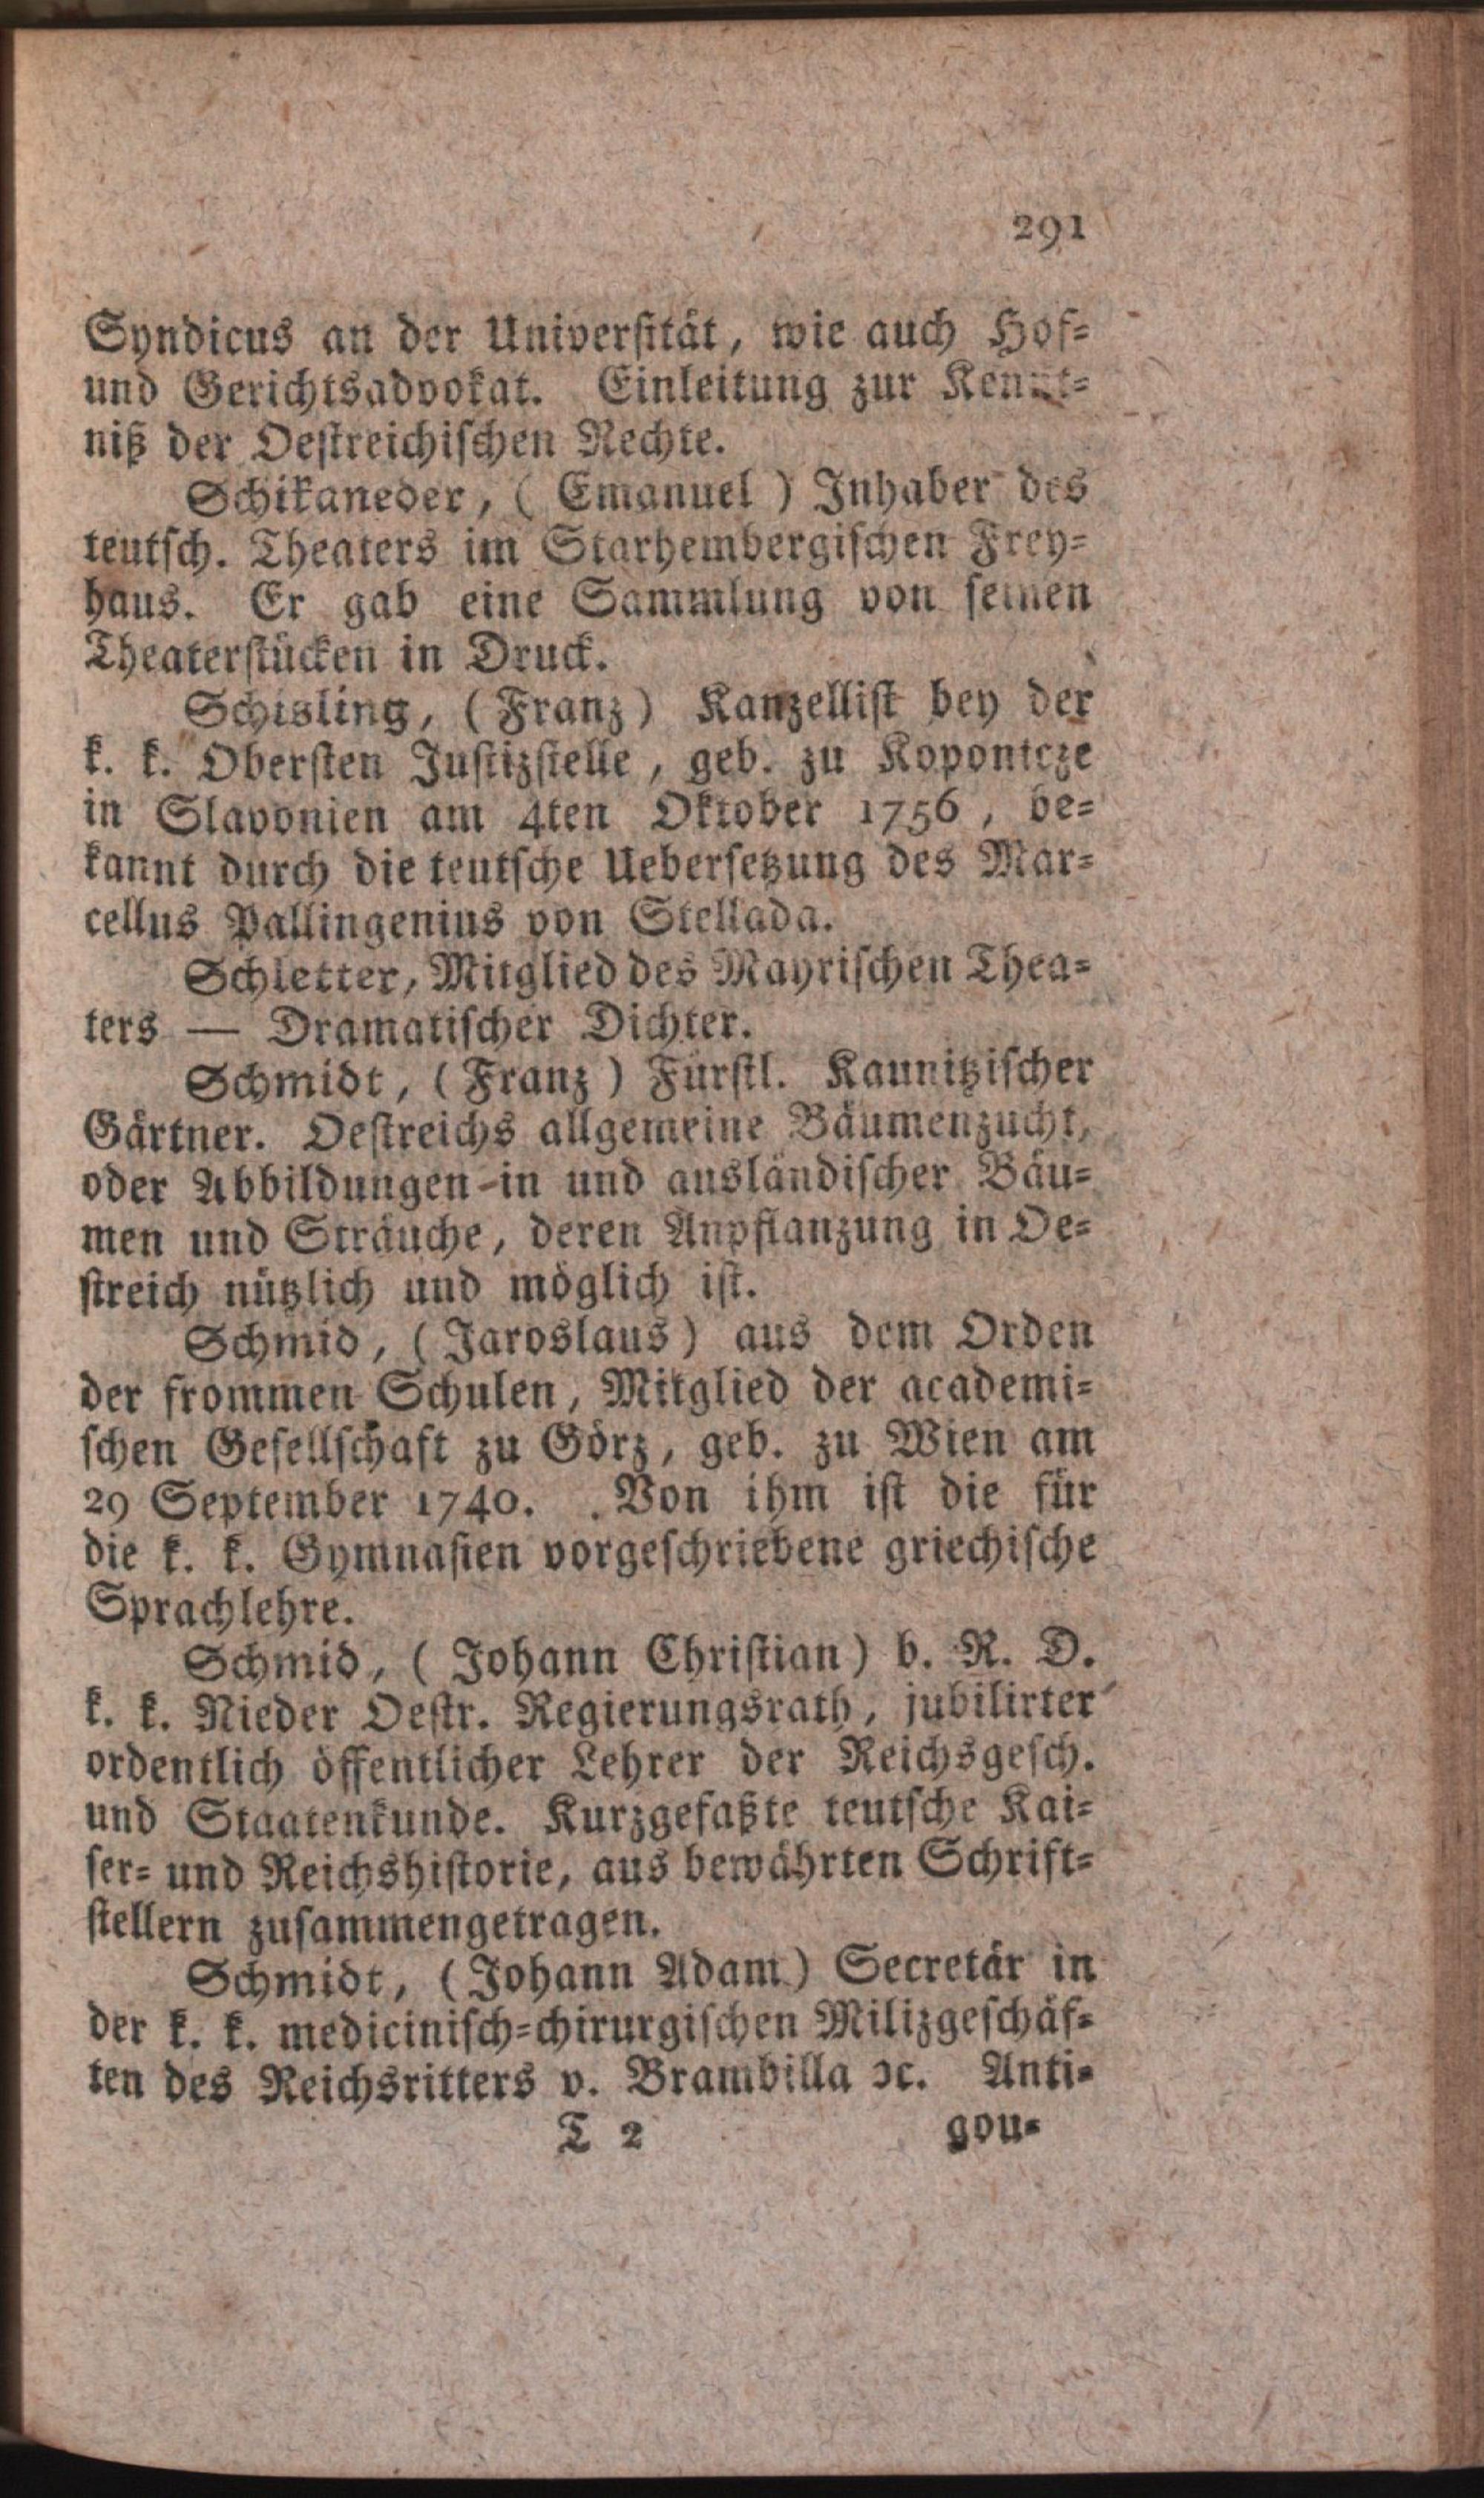 291
Syndicus an der Universität, wie auch Hof-
und Gerichtsadvokat. Einleitung zur Kennt-
niß der Oestreichischen Rechte.
Schikaneder, (Emanuel) Inhaber des
teutsch. Theaters im Starhembergischen Frey-
haus. Er gab eine Sammlung von seinen
Theaterstücken in Druck.
Schisling, (Franz) Kanzellist bey der
k. k. Obersten Justizstelle, geb. zu Koponicze
in Slavonien am 4ten Oktober 1756, be-
kannt durch die teutsche Uebersetzung des Mar-
cellus Pallingenius von Stellada.
Schletter, Mitglied des Mayrischen Thea-
ters — Dramatischer Dichter.
Schmidt, (Franz) Fürstl. Kaunitzischer
Gärtner. Oestreichs allgemeine Bäumenzucht,
oder Abbildungen in und ausländischer Bäu-
men und Sträuche, deren Anpflanzung in Oe-
streich nützlich und möglich ist.
Schmid, (Jaroslaus) aus dem Orden
der frommen Schulen, Mitglied der academi-
schen Gesellschaft zu Görz, geb. zu Wien am
29 September 1740. Von ihm ist die für
die k. k. Gymnasien vorgeschriebene griechische
Sprachlehre.
Schmid, (Johann Christian) b. R. D.
k. k. Nieder Oestr. Regierungsrath, jubilirter
ordentlich öffentlicher Lehrer der Reichsgesch.
und Staatenkunde. Kurzgefaßte teutsche Kai-
ser- und Reichshistorie, aus bewährten Schrift-
stellern zusammengetragen.
Schmidt, (Johann Adam) Secretär in
der k. k. medicinisch-chirurgischen Milizgeschäf-
ten des Reichsritters v. Brambilla ꝛc. Anti-
T 2 gou-